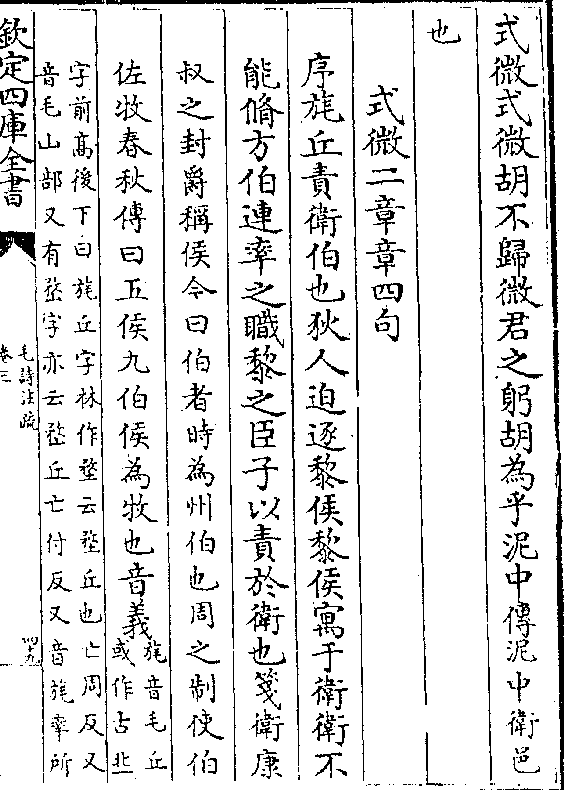 式微式微胡不歸微君之躬胡為乎泥中傳泥中衛邑
也
式微二章章四句
序旄丘責衛伯也狄人迫逐黎侯黎侯寓于衛衛不
能脩方伯連率之職黎之臣子以責於衛也箋衛康
叔之封爵稱侯今曰伯者時為州伯也周之制使伯
佐牧春秋傳曰五侯九伯侯為牧也音義旄音毛丘
或作古丠
字前高後下曰旄丘字林作堥云堥丘也亡周反又
音毛山部又有嵍字亦云嵍丘亡付反又音旄率所
欽定四庫全書
毛詩注疏
卷三
四十九